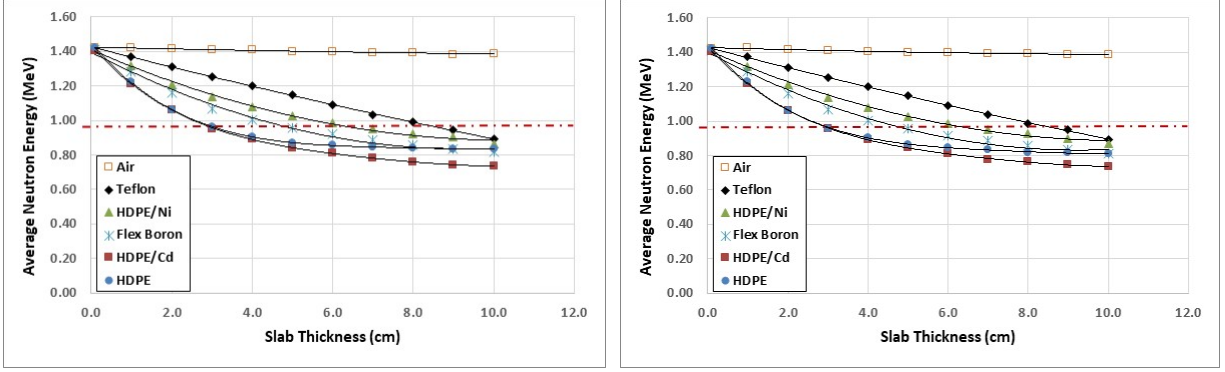 1.60
1.40
1.20
1.00
0.80
0.60
0.40
0.20
0.00
Average Neutron Energy (MeV)
Air
Teflon
HDPE/Ni
Flex Boron
HDPE/Cd
HDPE
0.0 2.0 4.0 6.0 8.0 10.0 12.0
Slab Thickness (cm)
1.60
1.40
1.20
1.00
0.80
0.60
0.40
0.20
0.00
Average Neutron Energy (MeV)
Air
Teflon
HDPE/Ni
Flex Boron
HDPE/Cd
HDPE
0.0 2.0 4.0 6.0 8.0 10.0 12.0
Slab Thickness (cm)